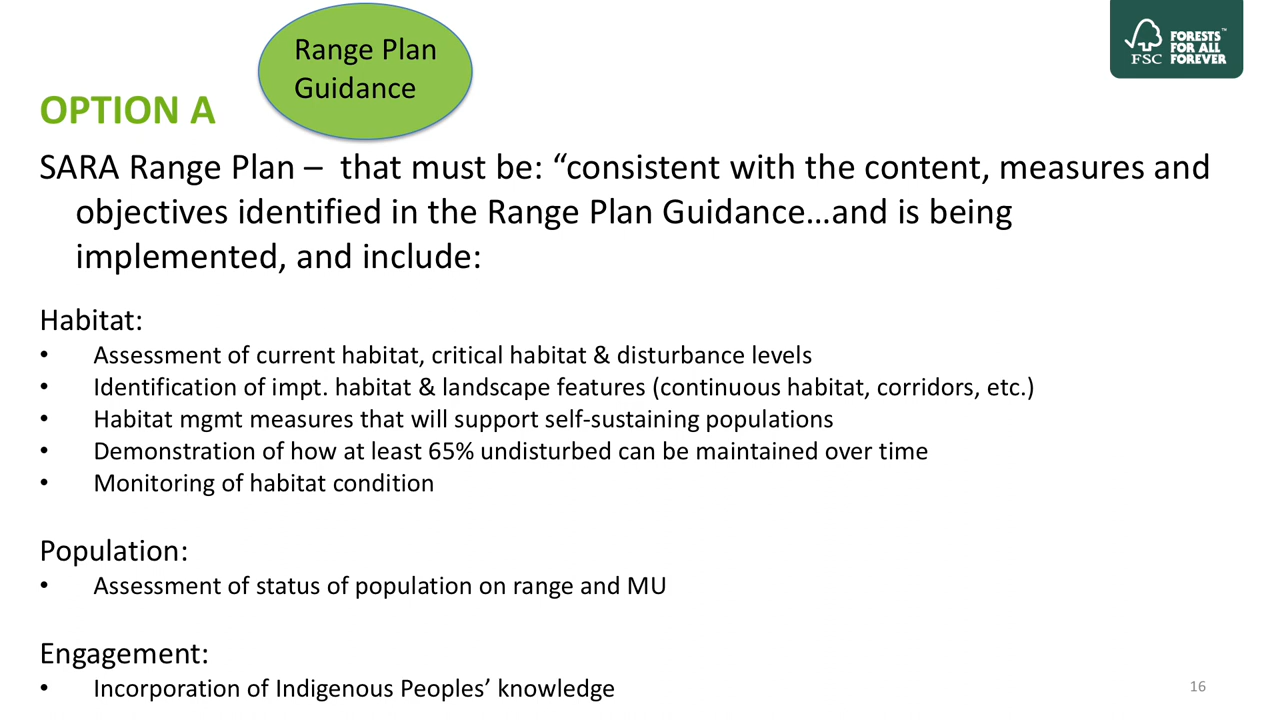 Range Plan
Guidance
FSC
FORESTS™
FOR ALL
FOREVER
OPTION A
SARA Range Plan – that must be: “consistent with the content, measures and
objectives identified in the Range Plan Guidance…and is being
implemented, and include:
Habitat:
• Assessment of current habitat, critical habitat & disturbance levels
• Identification of impt. habitat & landscape features (continuous habitat, corridors, etc.)
• Habitat mgmt measures that will support self-sustaining populations
• Demonstration of how at least 65% undisturbed can be maintained over time
• Monitoring of habitat condition
Population:
• Assessment of status of population on range and MU
Engagement:
• Incorporation of Indigenous Peoples’ knowledge
16